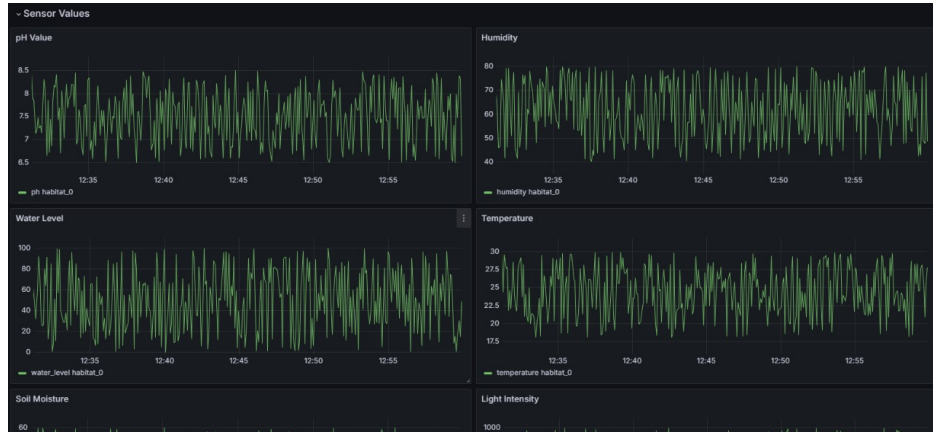 Sensor Values
pH Value
8.5
8
7.5
7
6.5
12:35 12:40 12:45 12:50 12:55
ph habitat_0
Humidity
80
70
60
50
40
12:35 12:40 12:45 12:50 12:55
humidity habitat_0
Water Level
100
80
60
40
20
0
12:35 12:40 12:45 12:50 12:55
water_level habitat_0
Temperature
30
27.5
25
22.5
20
17.5
12:35 12:40 12:45 12:50 12:55
temperature habitat_0
Soil Moisture
60
Light Intensity
1000